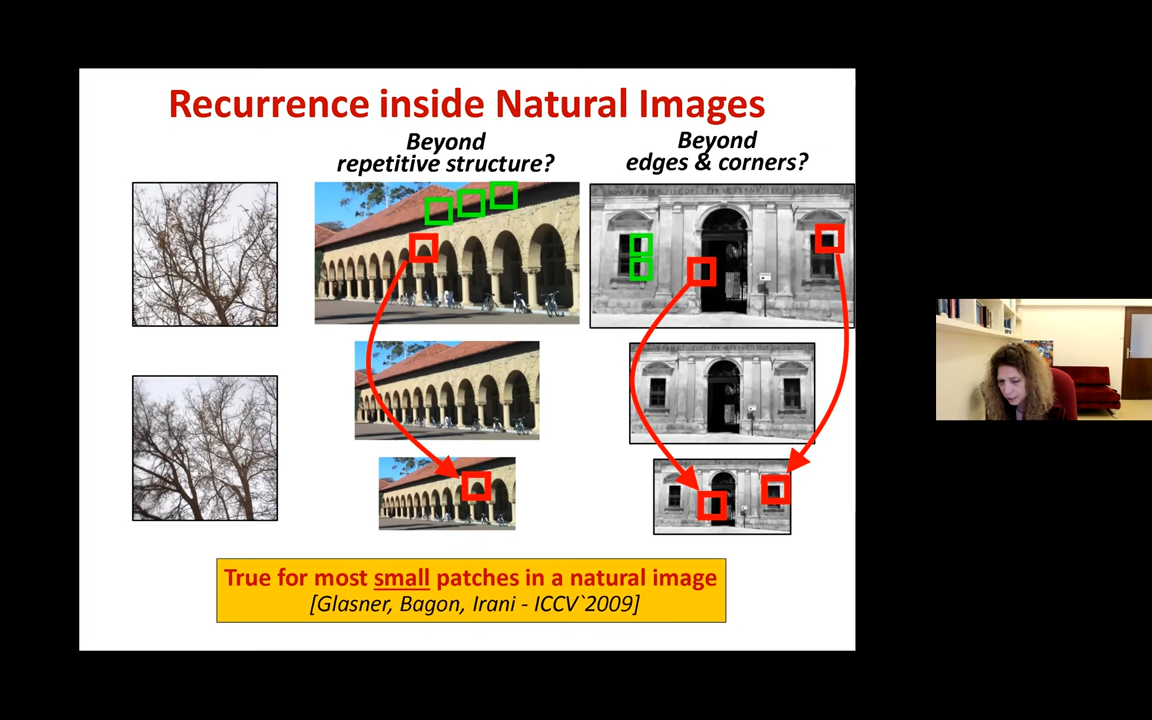 Recurrence inside Natural Images
Beyond
repetitive structure?
Beyond
edges & corners?
True for most small patches in a natural image
[Glasner, Bagon, Irani - ICCV`2009]